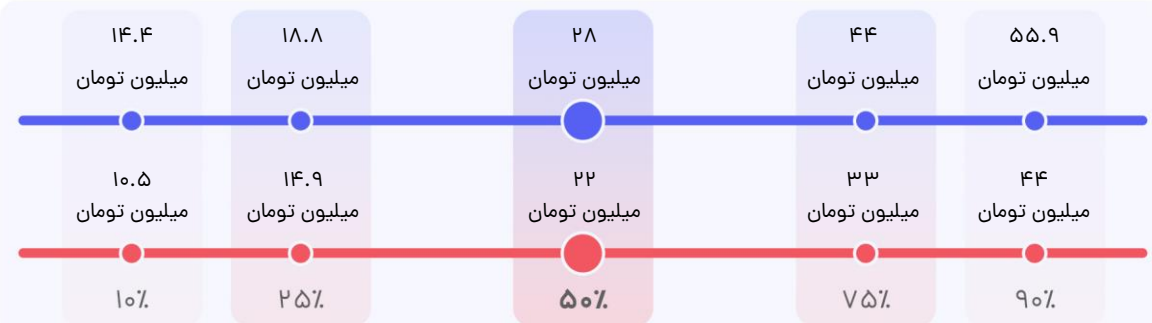 ۱۴.۴ ۱۸.۸ ۲۸ ۴۴ ۵۵.۹
میلیون تومان میلیون تومان میلیون تومان میلیون تومان میلیون تومان
۱۰.۵ ۱۴.۹ ۲۲ ۳۳ ۴۴
میلیون تومان میلیون تومان میلیون تومان میلیون تومان میلیون تومان
۱۰٪ ۲۵٪ ۵۰٪ ۷۵٪ ۹۰٪